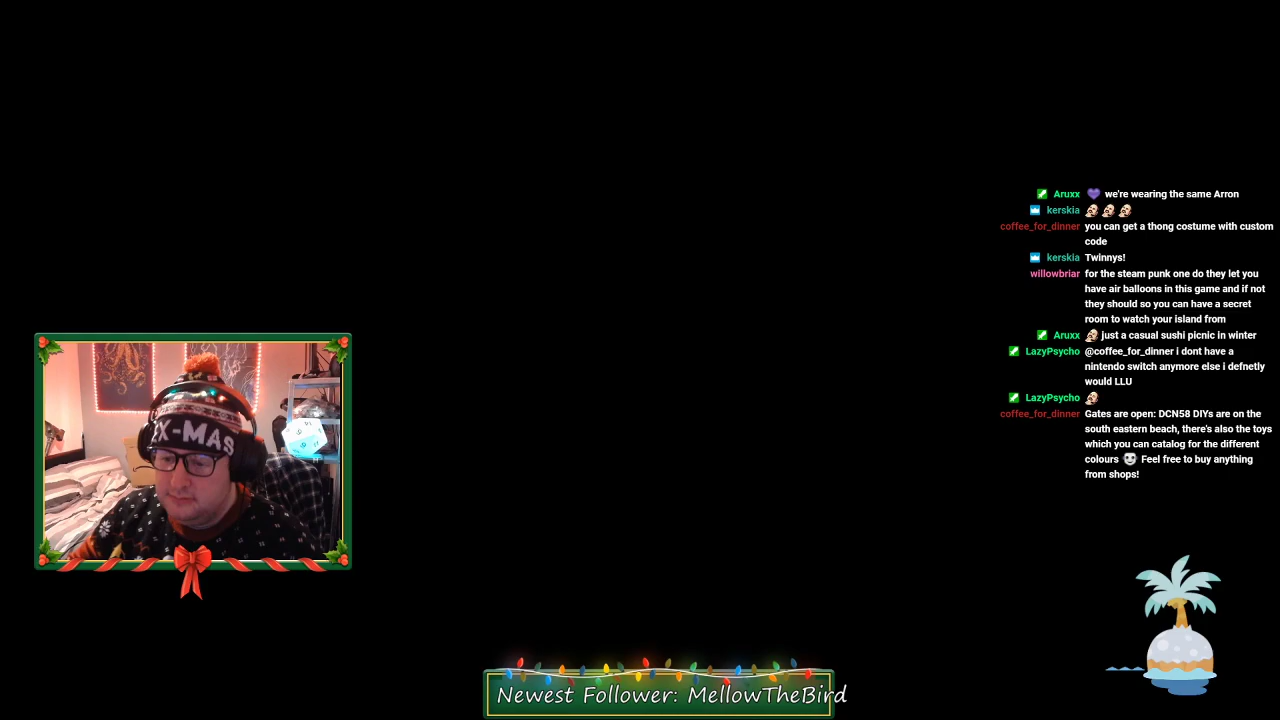 Aruxx we're wearing the same Arron
kerskia
coffee_for_dinner you can get a thong costume with custom
code
kerskia Twinnys!
willowbriar for the steam punk one do they let you
have air balloons in this game and if not
they should so you can have a secret
room to watch your island from
Aruxx just a casual sushi picnic in winter
LazyPsycho @coffee_for_dinner i dont have a
nintendo switch anymore else i defnetly
would LLU
LazyPsycho
coffee_for_dinner Gates are open: DCN58 DIYs are on the
south eastern beach, there's also the toys
which you can catalog for the different
colours Feel free to buy anything
from shops!
X-MAS
Newest Follower: MellowTheBird